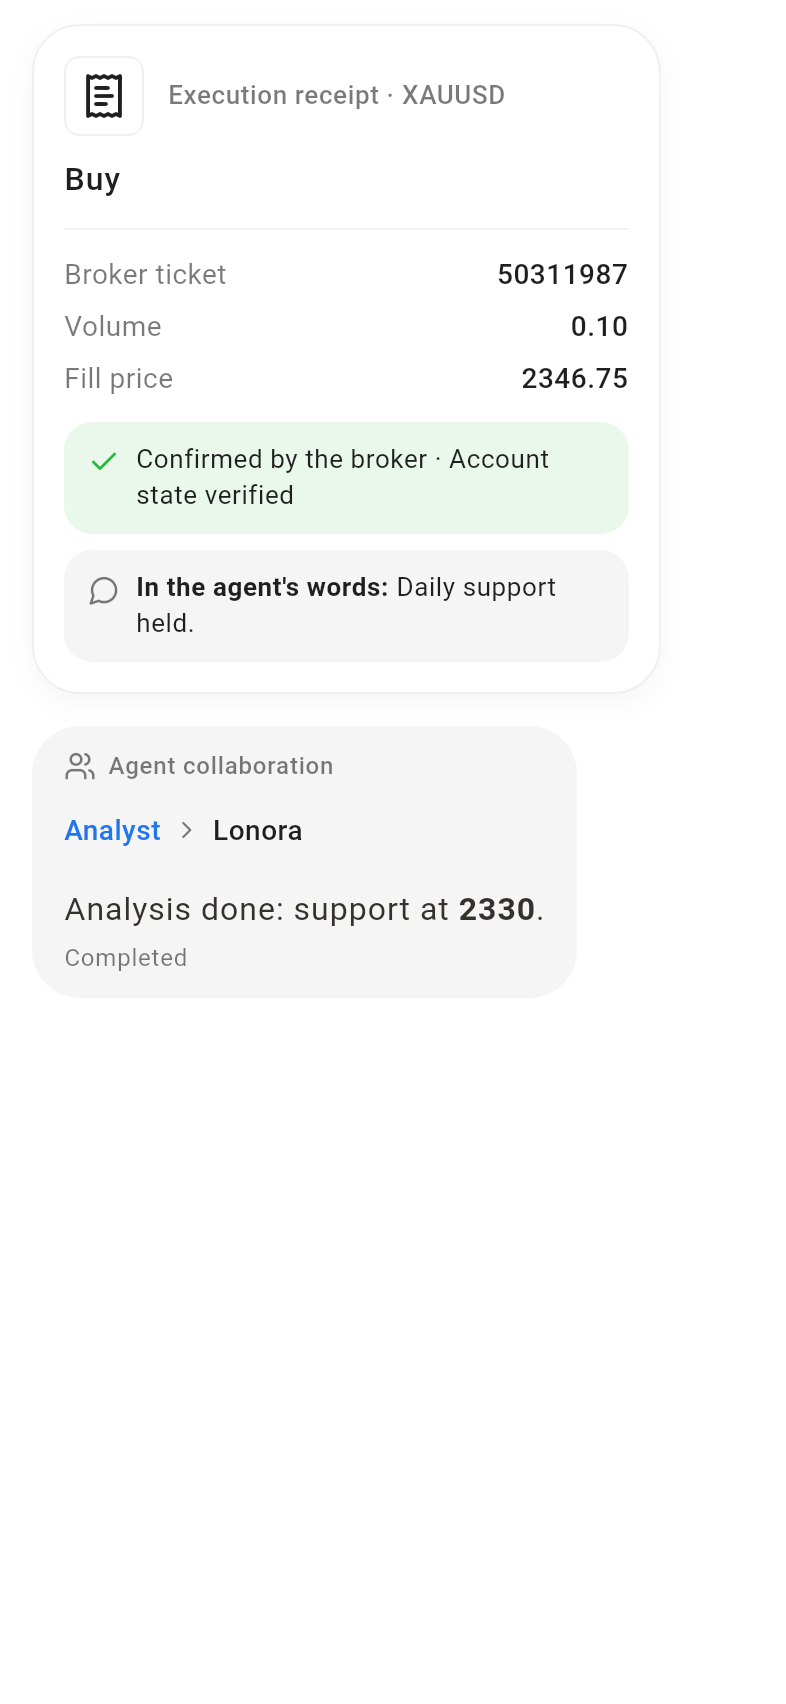 Execution receipt · XAUUSD
Buy
Broker ticket 50311987
Volume 0.10
Fill price 2346.75
Confirmed by the broker · Account
state verified
In the agent's words: Daily support
held.
Agent collaboration
Analyst > Lonora
Analysis done: support at 2330.
Completed